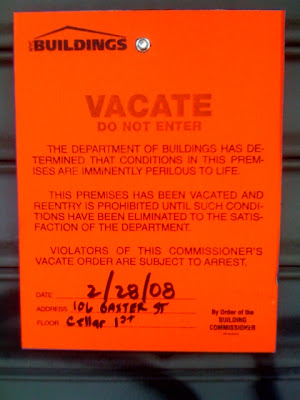 NYC BUILDINGS
VACATE
DO NOT ENTER
THE DEPARTMENT OF BUILDINGS HAS DE-
TERMINED THAT CONDITIONS IN THIS PREM-
ISES ARE IMMINENTLY PERILOUS TO LIFE.
THIS PREMISES HAS BEEN VACATED AND
REENTRY IS PROHIBITED UNTIL SUCH CONDI-
TIONS HAVE BEEN ELIMINATED TO THE SATIS-
FACTION OF THE DEPARTMENT.
VIOLATORS OF THIS COMMISSIONER'S
VACATE ORDER ARE SUBJECT TO ARREST.
DATE: 2/28/08
ADDRESS: 106 BAXTER ST
FLOOR: Cellar 1ST
By Order of the
BUILDING
COMMISSIONER